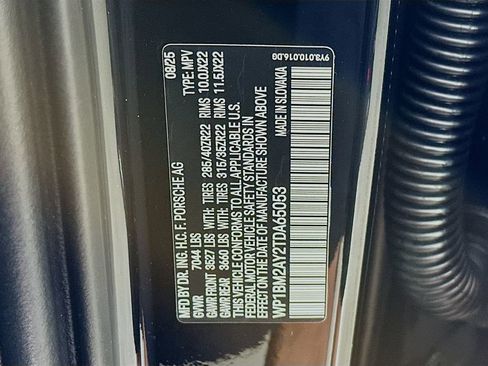 MFD BY DR. ING. H.C. F. PORSCHE AG 08/25
GVWR 7044 LBS TYPE: MPV
GAWR FRONT 3527 LBS WITH: TIRES 285/40ZR22 RIMS 10.0JX22
GAWR REAR 3660 LBS WITH: TIRES 315/35ZR22 RIMS 11.5JX22
THIS VEHICLE CONFORMS TO ALL APPLICABLE U.S.
FEDERAL MOTOR VEHICLE SAFETY STANDARDS IN
EFFECT ON THE DATE OF MANUFACTURE SHOWN ABOVE
WP1BM2AY2TDA65053 MADE IN SLOVAKIA
9Y3.010.016.DG